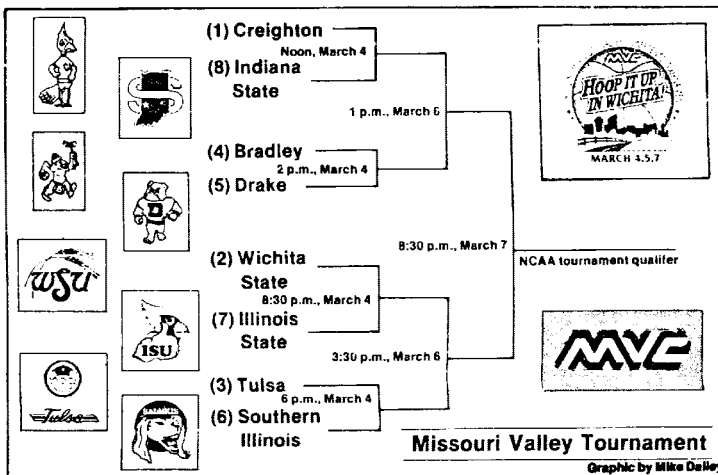 (1) Creighton
Noon, March 4
(8) Indiana
State
1 p.m., March 6
(4) Bradley
2 p.m., March 4
(5) Drake
8:30 p.m., March 7
NCAA tournament qualifer
(2) Wichita
State
8:30 p.m., March 4
(7) Illinois
State
3:30 p.m., March 6
(3) Tulsa
6 p.m., March 4
(6) Southern
Illinois
D
WSU
ISU
Tulsa
MVC
HOOP IT UP
IN WICHITA!
MARCH 4,5,7
MVC
Missouri Valley Tournament
Graphic by Mike Dailey